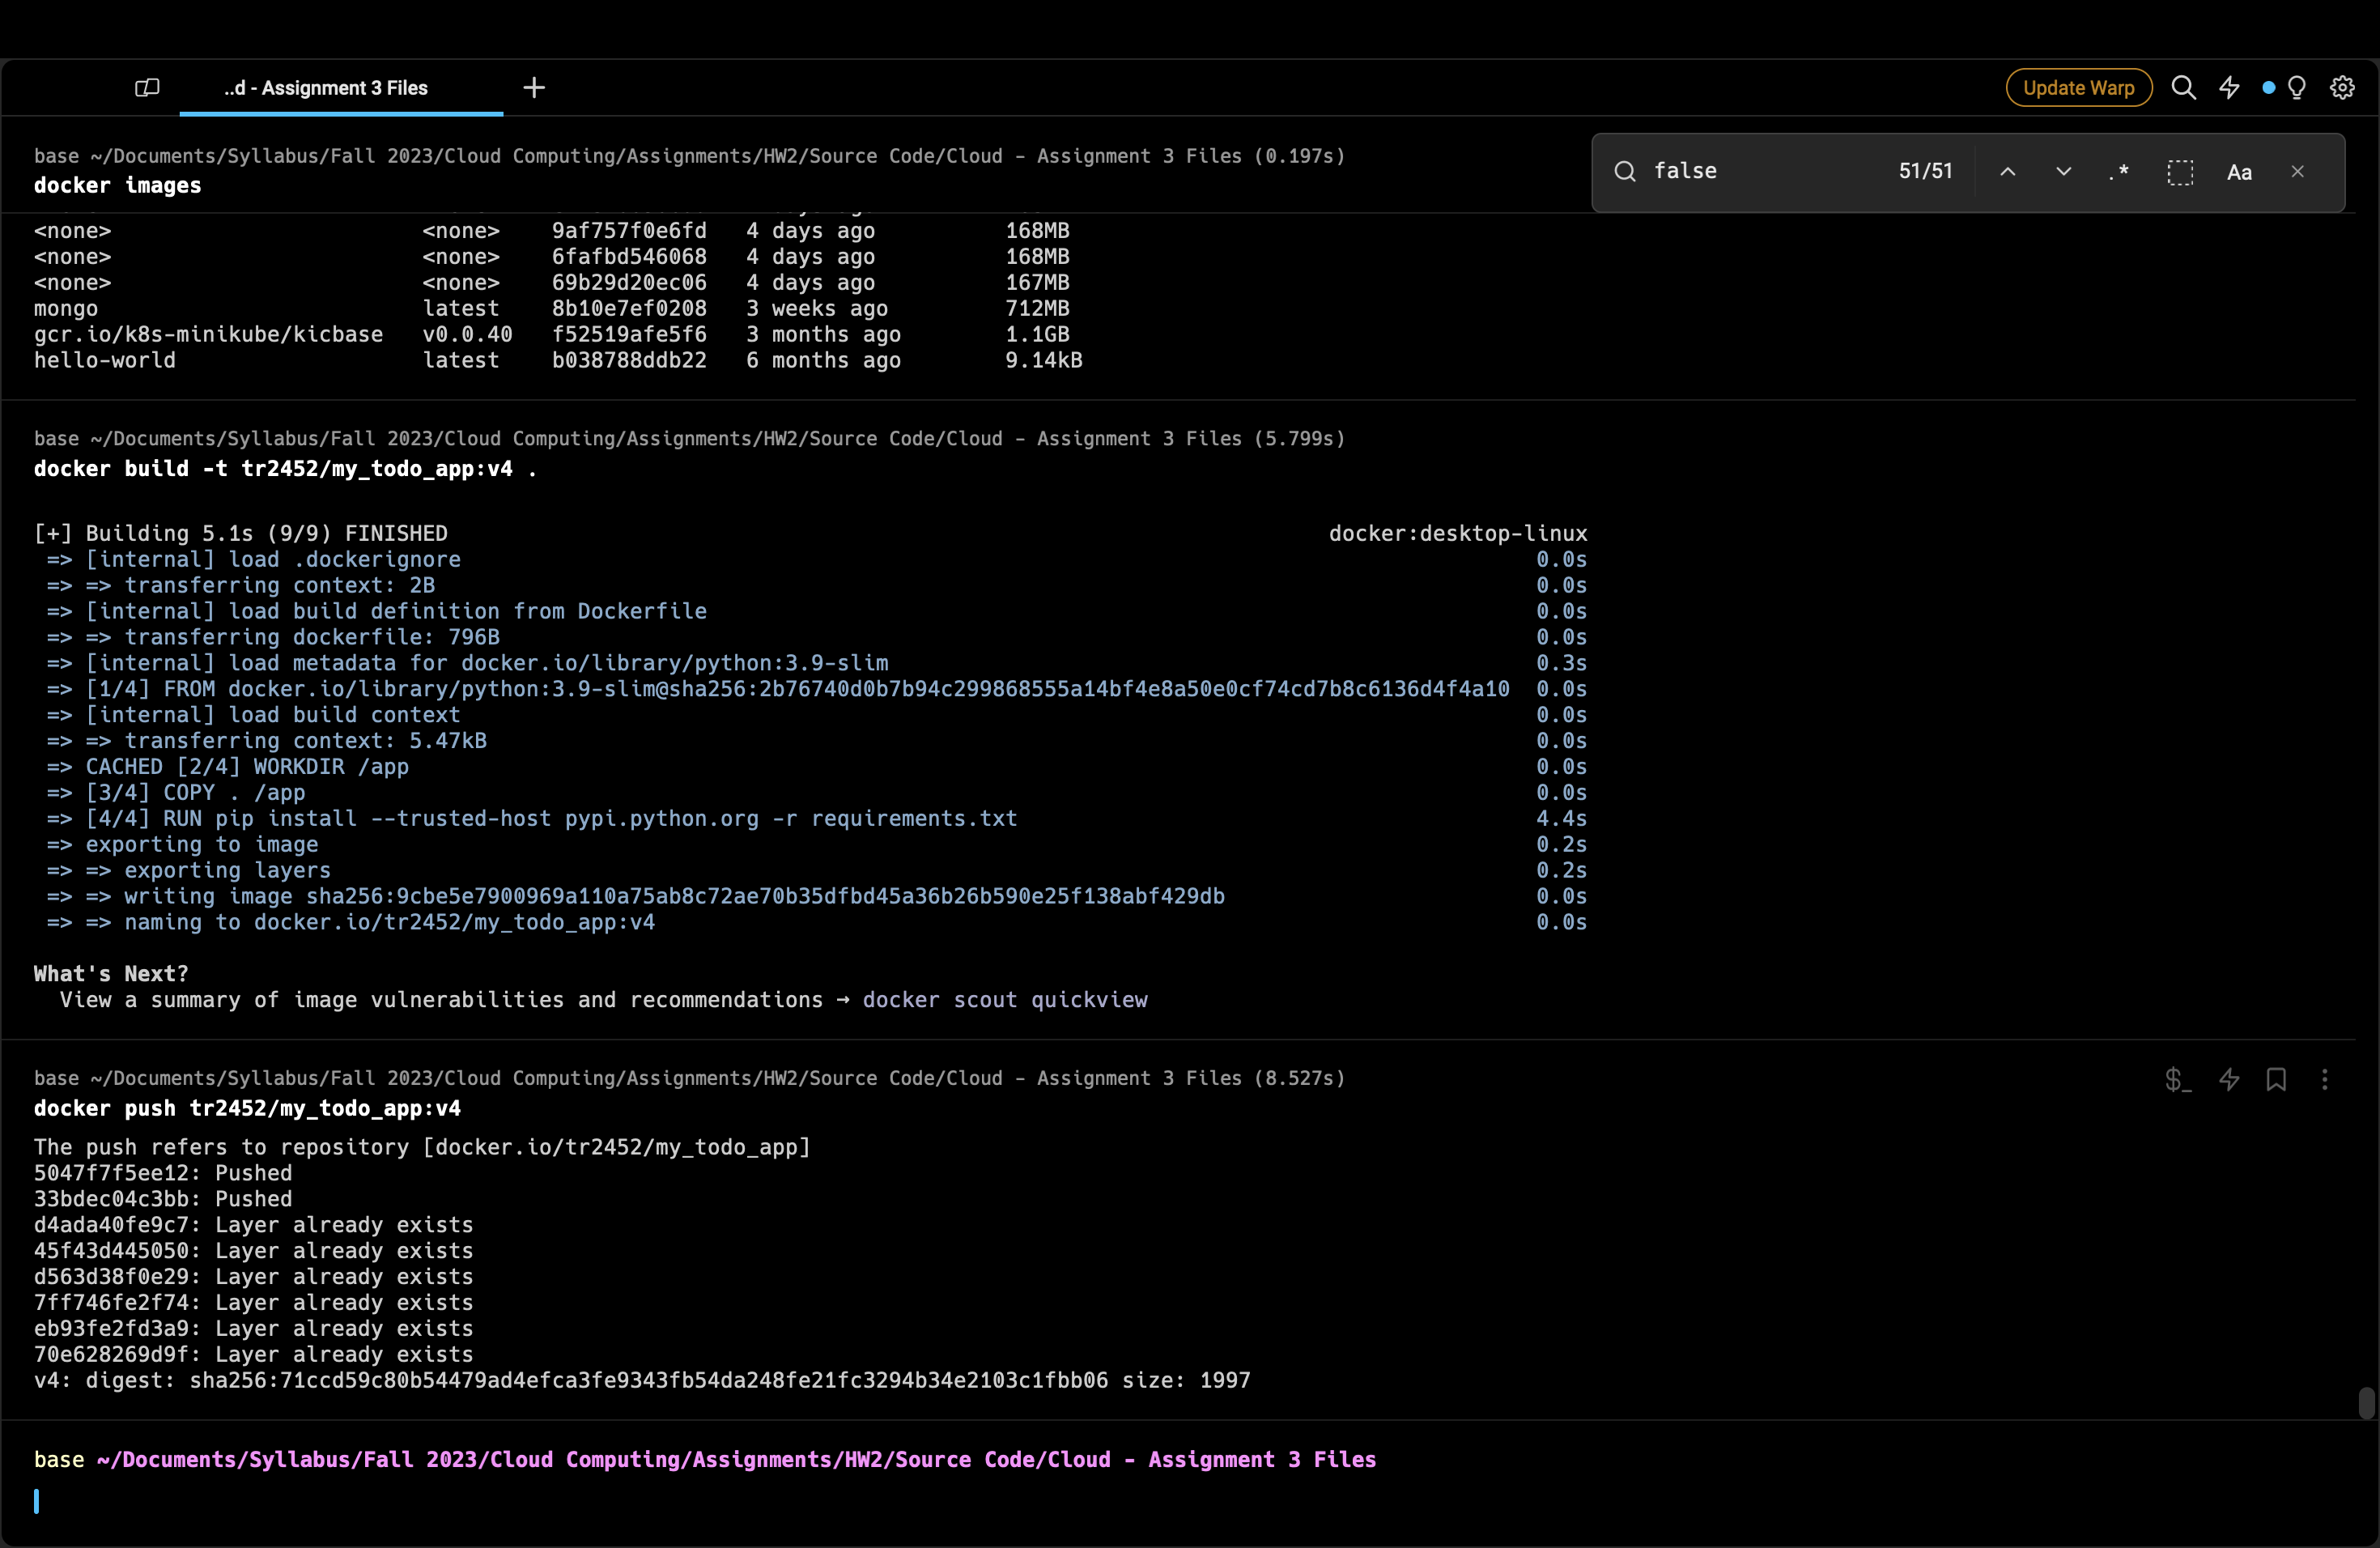 ..d - Assignment 3 Files
Update Warp
base ~/Documents/Syllabus/Fall 2023/Cloud Computing/Assignments/HW2/Source Code/Cloud - Assignment 3 Files (0.197s)
docker images
false 51/51 .* Aa
<none> <none> 9af757f0e6fd 4 days ago 168MB
<none> <none> 6fafbd546068 4 days ago 168MB
<none> <none> 69b29d20ec06 4 days ago 167MB
mongo latest 8b10e7ef0208 3 weeks ago 712MB
gcr.io/k8s-minikube/kicbase v0.0.40 f52519afe5f6 3 months ago 1.1GB
hello-world latest b038788ddb22 6 months ago 9.14kB
base ~/Documents/Syllabus/Fall 2023/Cloud Computing/Assignments/HW2/Source Code/Cloud - Assignment 3 Files (5.799s)
docker build -t tr2452/my_todo_app:v4 .
[+] Building 5.1s (9/9) FINISHED docker:desktop-linux
=> [internal] load .dockerignore 0.0s
=> => transferring context: 2B 0.0s
=> [internal] load build definition from Dockerfile 0.0s
=> => transferring dockerfile: 796B 0.0s
=> [internal] load metadata for docker.io/library/python:3.9-slim 0.3s
=> [1/4] FROM docker.io/library/python:3.9-slim@sha256:2b76740d0b7b94c299868555a14bf4e8a50e0cf74cd7b8c6136d4f4a10 0.0s
=> [internal] load build context 0.0s
=> => transferring context: 5.47kB 0.0s
=> CACHED [2/4] WORKDIR /app 0.0s
=> [3/4] COPY . /app 0.0s
=> [4/4] RUN pip install --trusted-host pypi.python.org -r requirements.txt 4.4s
=> exporting to image 0.2s
=> => exporting layers 0.2s
=> => writing image sha256:9cbe5e7900969a110a75ab8c72ae70b35dfbd45a36b26b590e25f138abf429db 0.0s
=> => naming to docker.io/tr2452/my_todo_app:v4 0.0s
What's Next?
View a summary of image vulnerabilities and recommendations → docker scout quickview
base ~/Documents/Syllabus/Fall 2023/Cloud Computing/Assignments/HW2/Source Code/Cloud - Assignment 3 Files (8.527s)
docker push tr2452/my_todo_app:v4
The push refers to repository [docker.io/tr2452/my_todo_app]
5047f7f5ee12: Pushed
33bdec04c3bb: Pushed
d4ada40fe9c7: Layer already exists
45f43d445050: Layer already exists
d563d38f0e29: Layer already exists
7ff746fe2f74: Layer already exists
eb93fe2fd3a9: Layer already exists
70e628269d9f: Layer already exists
v4: digest: sha256:71ccd59c80b54479ad4efca3fe9343fb54da248fe21fc3294b34e2103c1fbb06 size: 1997
base ~/Documents/Syllabus/Fall 2023/Cloud Computing/Assignments/HW2/Source Code/Cloud - Assignment 3 Files